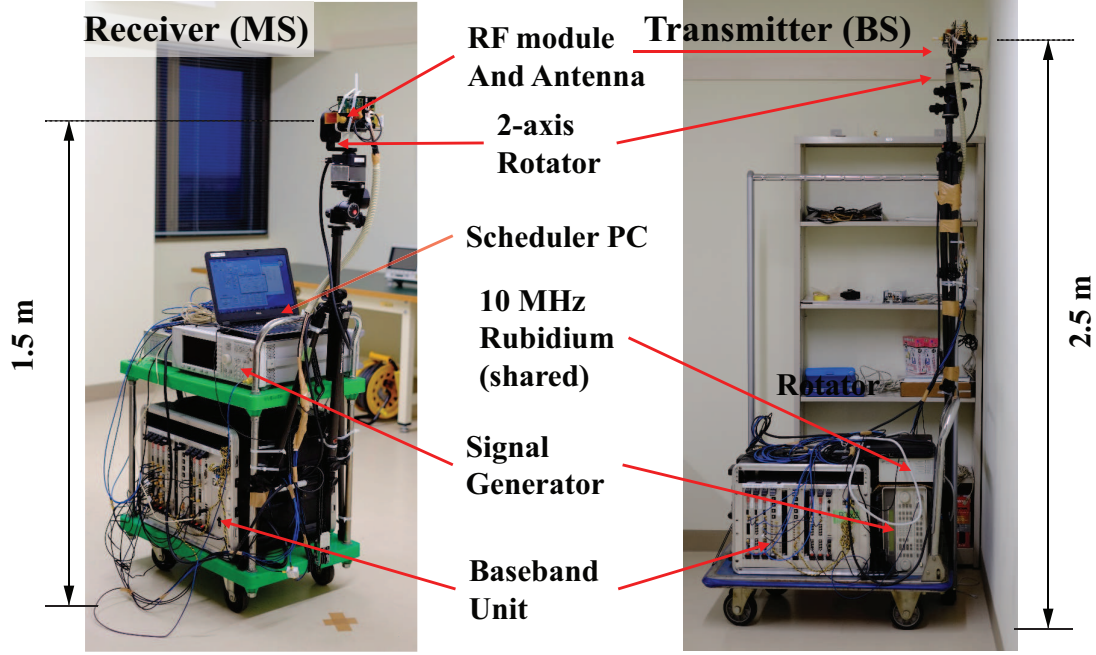 Receiver (MS)
Transmitter (BS)
RF module
And Antenna
2-axis
Rotator
Scheduler PC
10 MHz
Rubidium
(shared)
Rotator
Signal
Generator
Baseband
Unit
1.5 m
2.5 m